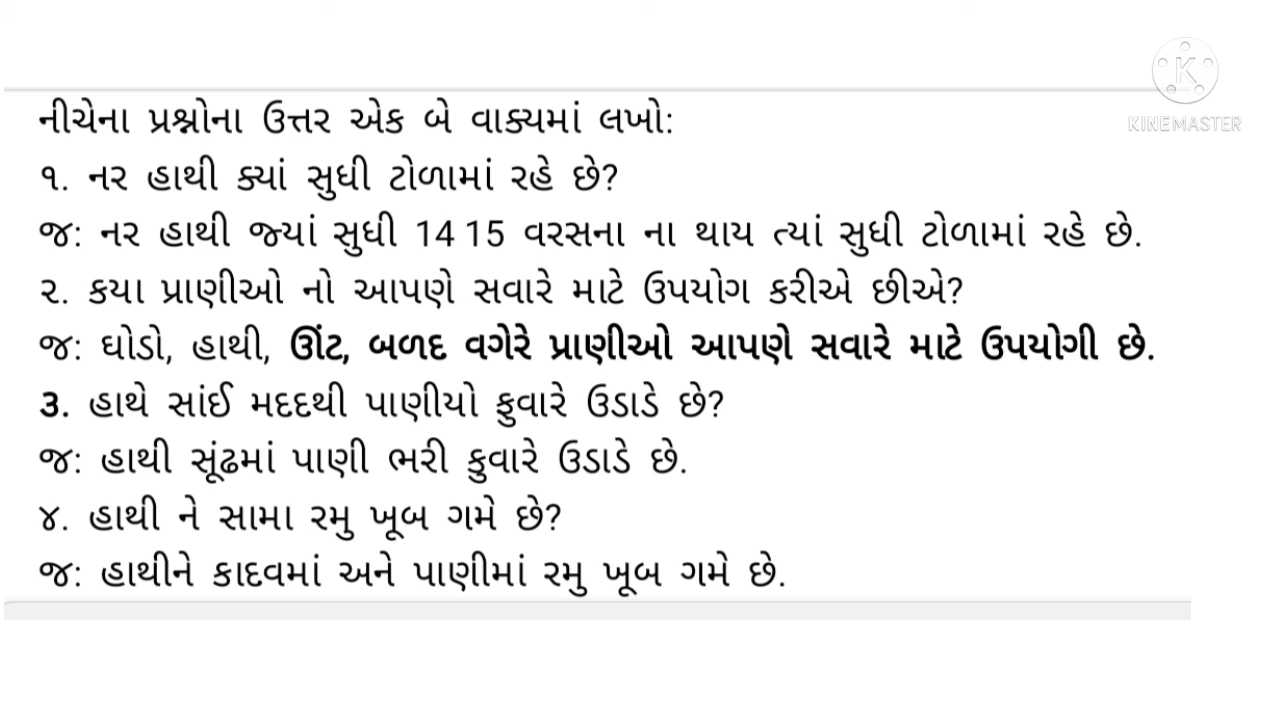 નીચેના પ્રશ્નોના ઉત્તર એક બે વાક્યમાં લખો:
૧. નર હાથી ક્યાં સુધી ટોળામાં રહે છે?
જ: નર હાથી જ્યાં સુધી 14 15 વરસના ના થાય ત્યાં સુધી ટોળામાં રહે છે.
૨. કયા પ્રાણીઓ નો આપણે સવારે માટે ઉપયોગ કરીએ છીએ?
જ: ઘોડો, હાથી, ઊંટ, બળદ વગેરે પ્રાણીઓ આપણે સવારે માટે ઉપયોગી છે.
૩. હાથે સાંઈ મદદથી પાણીયો ફુવારે ઉડાડે છે?
જ: હાથી સૂંઢમાં પાણી ભરી કુવારે ઉડાડે છે.
૪. હાથી ને સામા રમુ ખૂબ ગમે છે?
જ: હાથીને કાદવમાં અને પાણીમાં રમુ ખૂબ ગમે છે.
KINEMASTER